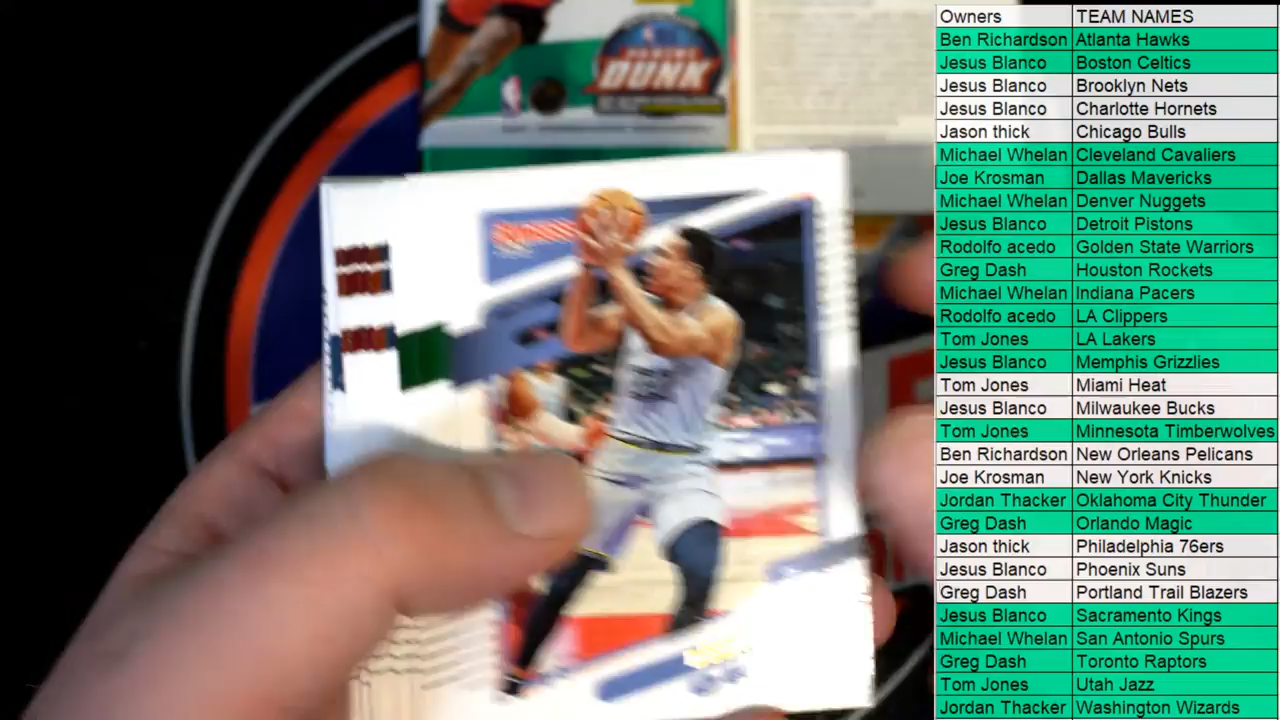 PANINI
DUNK
Owners TEAM NAMES
Ben Richardson Atlanta Hawks
Jesus Blanco Boston Celtics
Jesus Blanco Brooklyn Nets
Jesus Blanco Charlotte Hornets
Jason thick Chicago Bulls
Michael Whelan Cleveland Cavaliers
Joe Krosman Dallas Mavericks
Michael Whelan Denver Nuggets
Jesus Blanco Detroit Pistons
Rodolfo acedo Golden State Warriors
Greg Dash Houston Rockets
Michael Whelan Indiana Pacers
Rodolfo acedo LA Clippers
Tom Jones LA Lakers
Jesus Blanco Memphis Grizzlies
Tom Jones Miami Heat
Jesus Blanco Milwaukee Bucks
Tom Jones Minnesota Timberwolves
Ben Richardson New Orleans Pelicans
Joe Krosman New York Knicks
Jordan Thacker Oklahoma City Thunder
Greg Dash Orlando Magic
Jason thick Philadelphia 76ers
Jesus Blanco Phoenix Suns
Greg Dash Portland Trail Blazers
Jesus Blanco Sacramento Kings
Michael Whelan San Antonio Spurs
Greg Dash Toronto Raptors
Tom Jones Utah Jazz
Jordan Thacker Washington Wizards